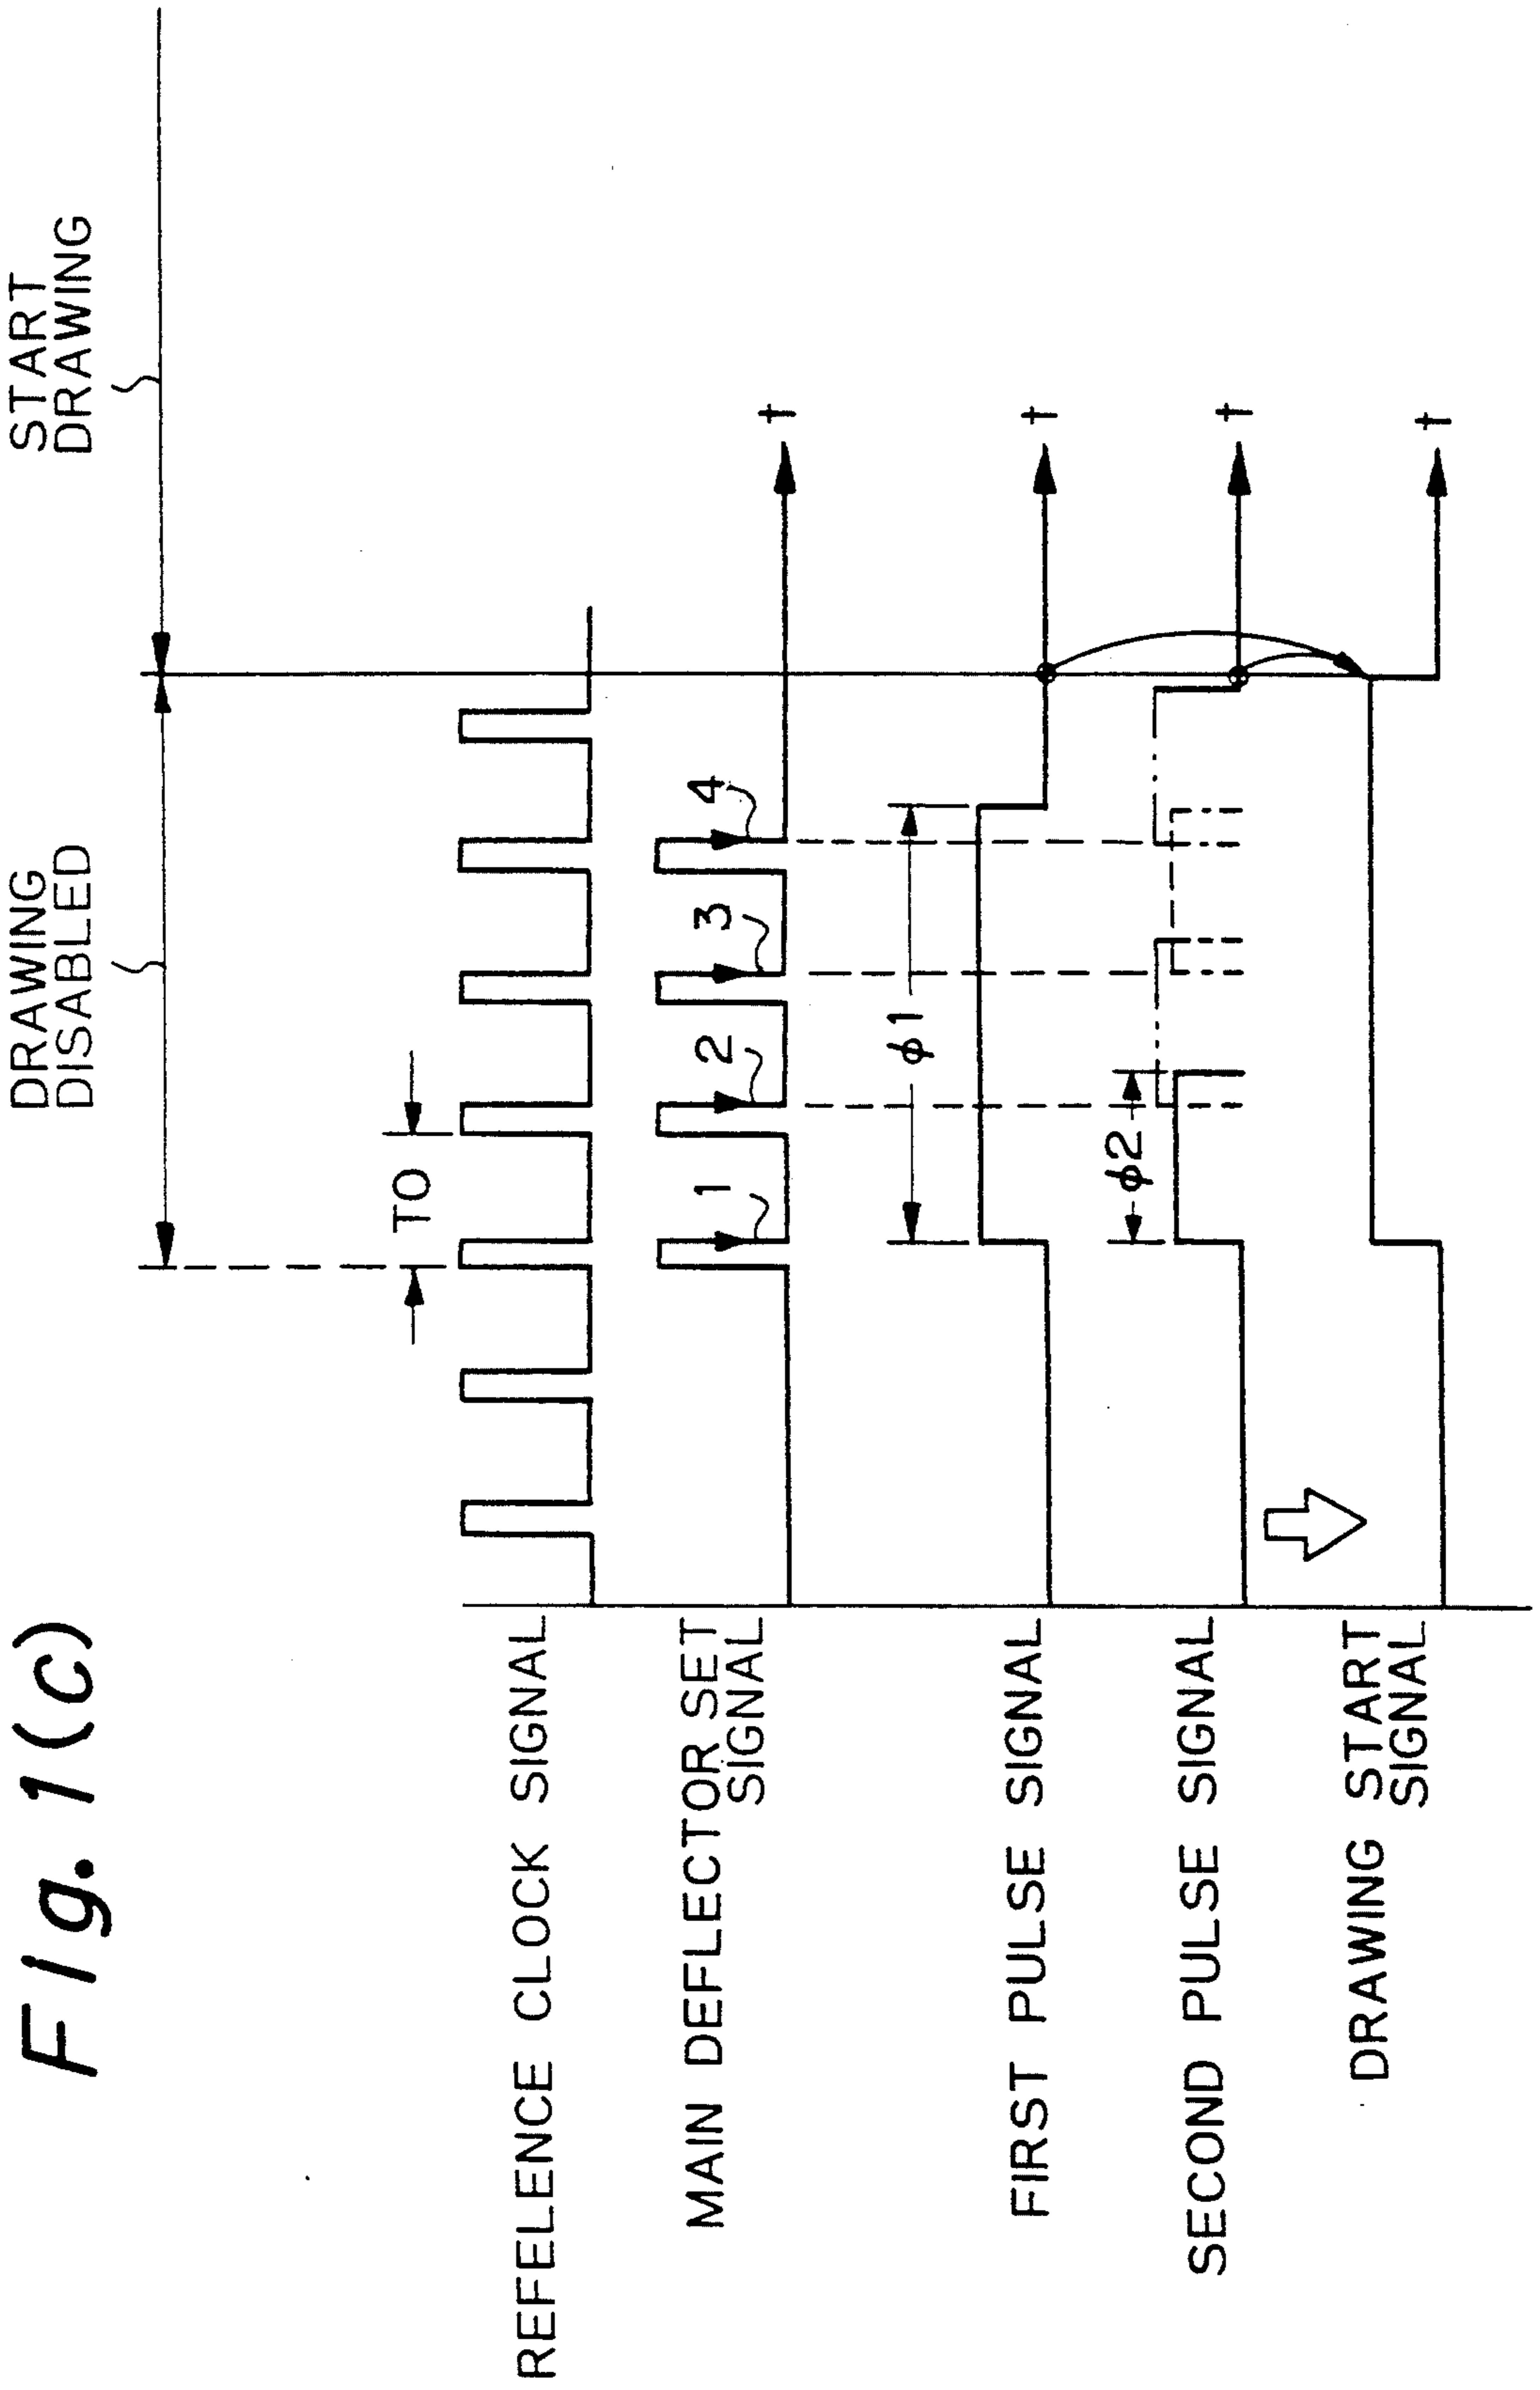 Fig. 1(c)
DRAWING
DISABLED
START
DRAWING
T0
REFELENCE CLOCK SIGNAL
MAIN DEFLECTOR SET
SIGNAL
1
2
3
4
t
φ1
FIRST PULSE SIGNAL
t
φ2
SECOND PULSE SIGNAL
t
DRAWING START
SIGNAL
t